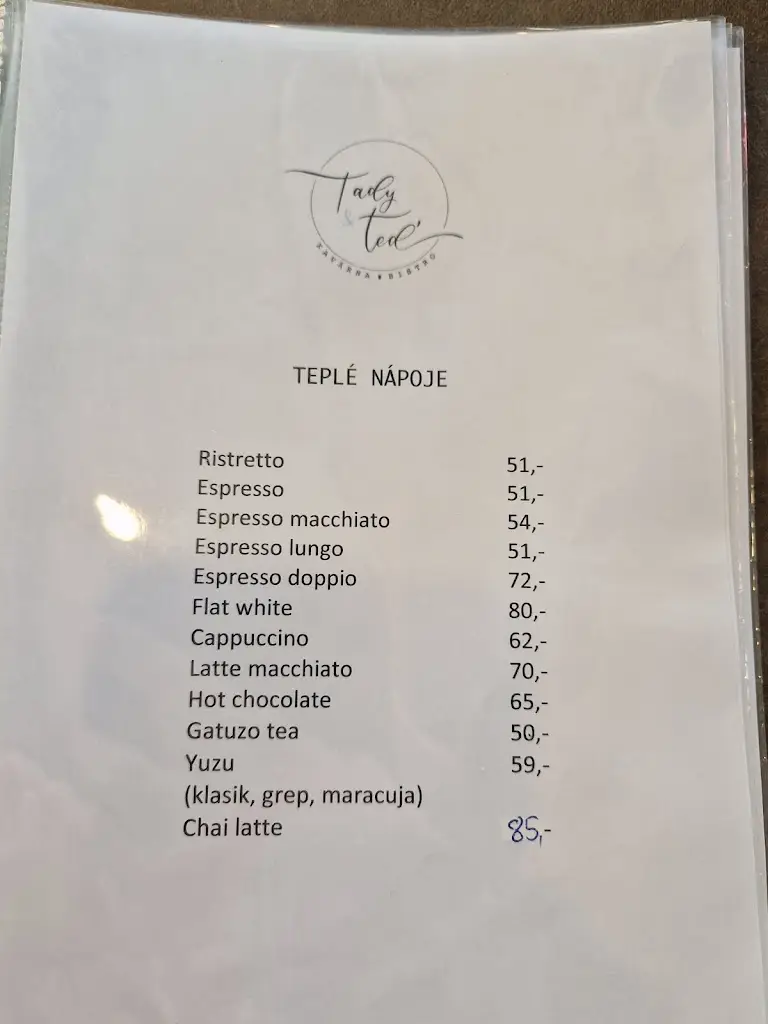 Tady
& Teď
KAVÁRNA • BISTRO
TEPLÉ NÁPOJE
Ristretto 51,-
Espresso 51,-
Espresso macchiato 54,-
Espresso lungo 51,-
Espresso doppio 72,-
Flat white 80,-
Cappuccino 62,-
Latte macchiato 70,-
Hot chocolate 65,-
Gatuzo tea 50,-
Yuzu 59,-
(klasik, grep, maracuja)
Chai latte 85,-